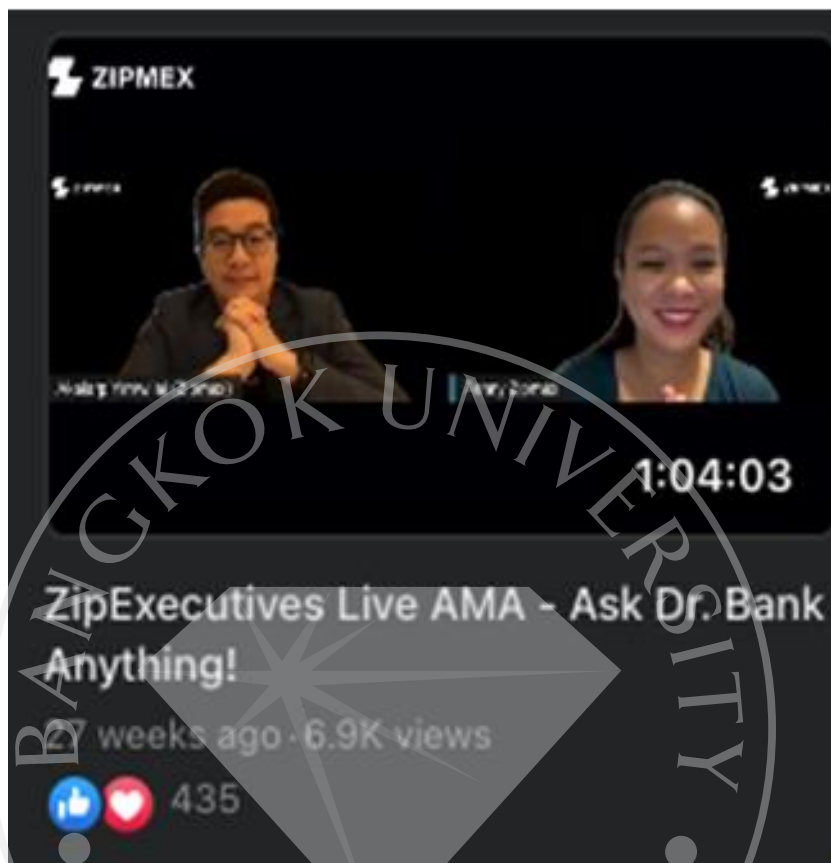 ZIPMEX
1:04:03
ZipExecutives Live AMA - Ask Dr. Bank
Anything!
27 weeks ago · 6.9K views
435
BANGKOK UNIVERSITY